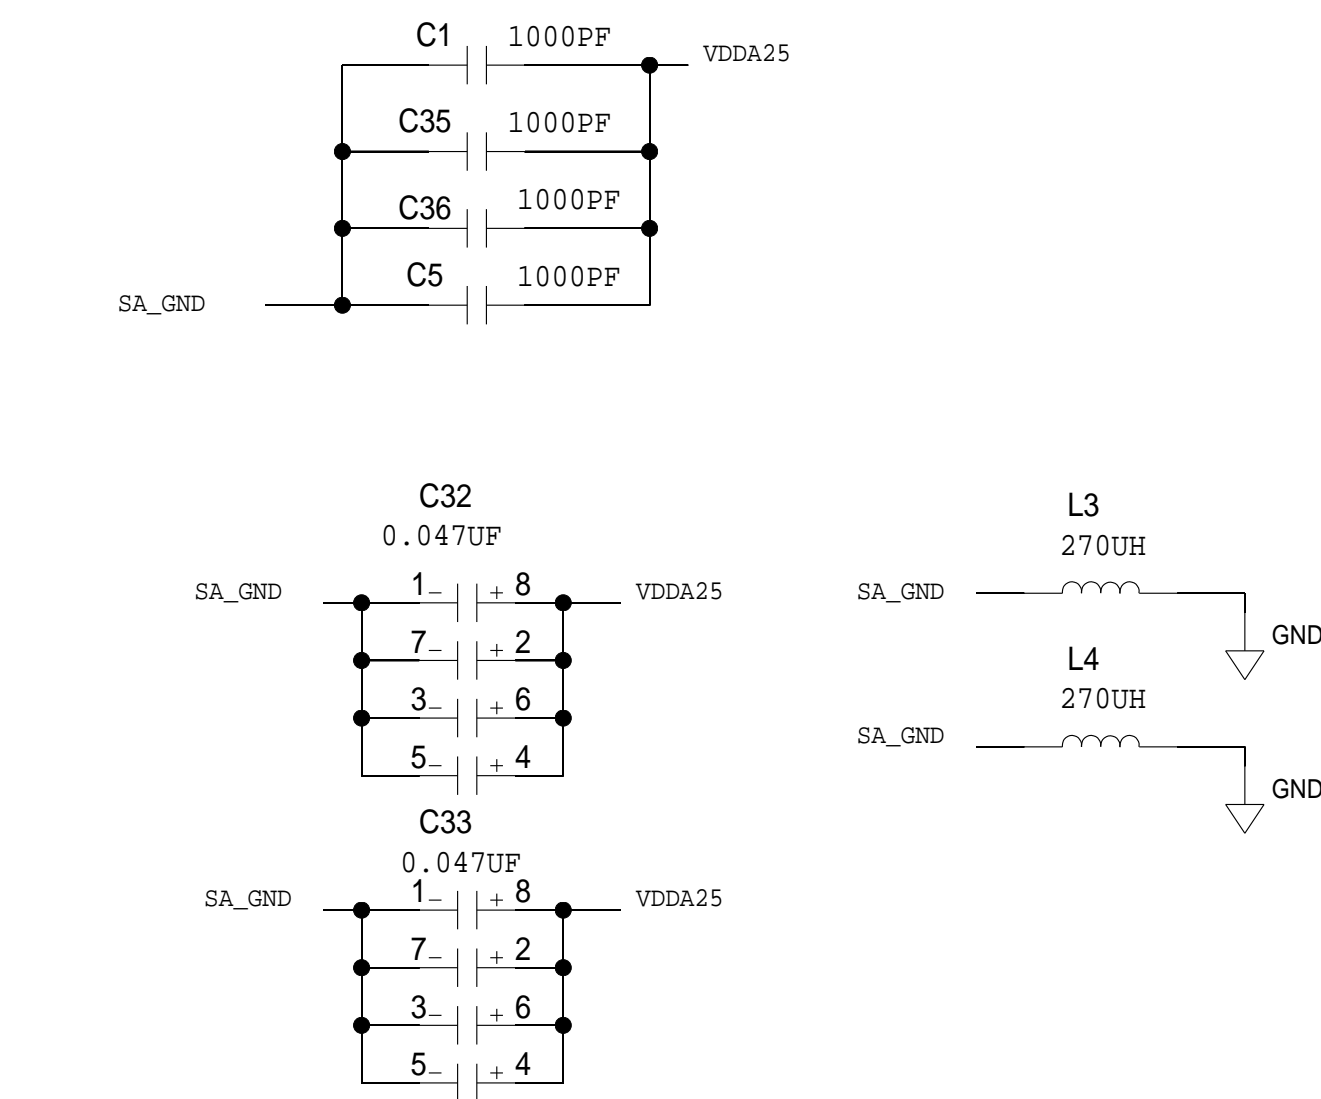 C1 1000PF
VDDA25
C35 1000PF
C36 1000PF
C5 1000PF
SA_GND
C32
0.047UF
SA_GND 1 - + 8 VDDA25
7 - + 2
3 - + 6
5 - + 4
C33
0.047UF
SA_GND 1 - + 8 VDDA25
7 - + 2
3 - + 6
5 - + 4
L3
270UH
SA_GND
GND
L4
270UH
SA_GND
GND